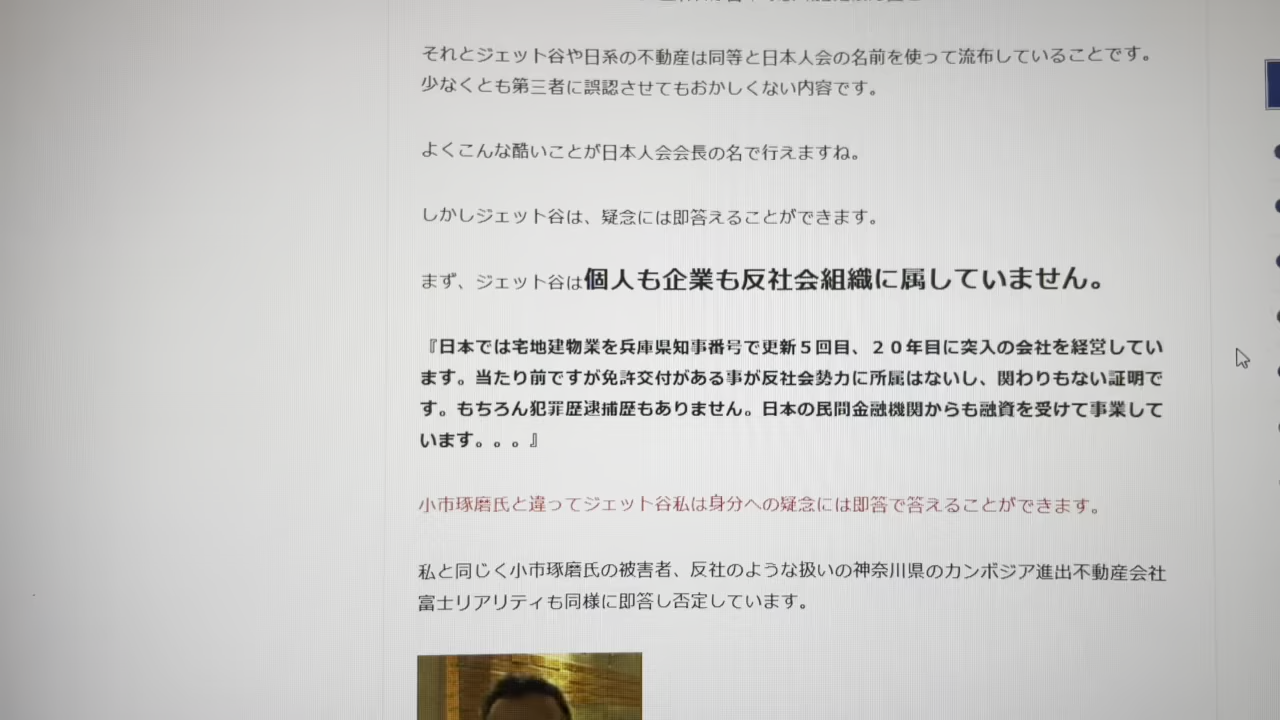 それとジェット谷や日系の不動産は同等と日本人会の名前を使って流布していることです。
少なくとも第三者に誤認させてもおかしくない内容です。
よくこんな酷いことが日本人会会長の名で行えますね。
しかしジェット谷は、疑念には即答えることができます。
まず、ジェット谷は個人も企業も反社会組織に属していません。
『日本では宅地建物業を兵庫県知事番号で更新５回目、２０年目に突入の会社を経営してい
ます。当たり前ですが免許交付がある事が反社会勢力に所属はないし、関わりもない証明で
す。もちろん犯罪歴逮捕歴もありません。日本の民間金融機関からも融資を受けて事業して
います。。。』
小市琢磨氏と違ってジェット谷私は身分への疑念には即答で答えることができます。
私と同じく小市琢磨氏の被害者、反社のような扱いの神奈川県のカンボジア進出不動産会社
富士リアリティも同様に即答し否定しています。